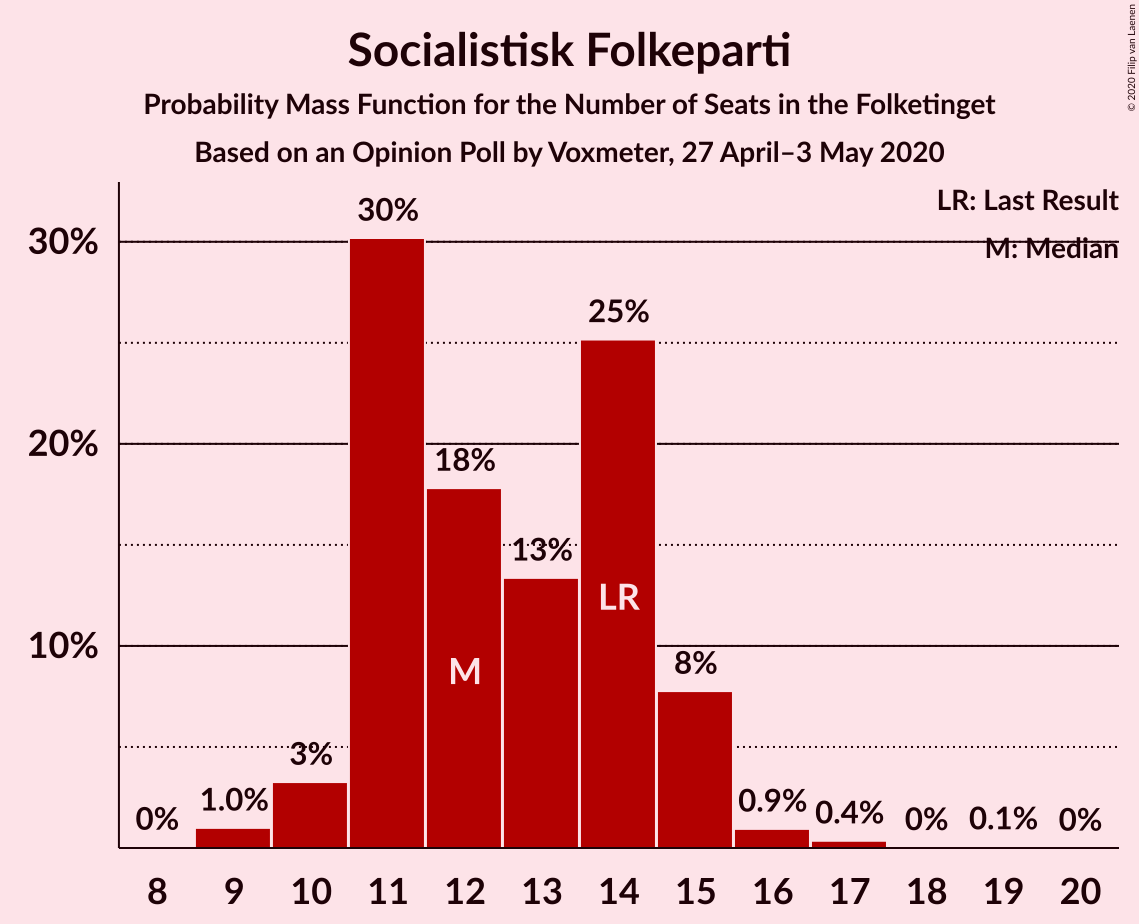 Socialistisk Folkeparti
Probability Mass Function for the Number of Seats in the Folketinget
Based on an Opinion Poll by Voxmeter, 27 April–3 May 2020
© 2020 Filip van Laenen
LR: Last Result
M: Median
30%
20%
10%
0%
1.0%
3%
30%
18%
13%
25%
8%
0.9%
0.4%
0%
0.1%
0%
M
LR
8 9 10 11 12 13 14 15 16 17 18 19 20